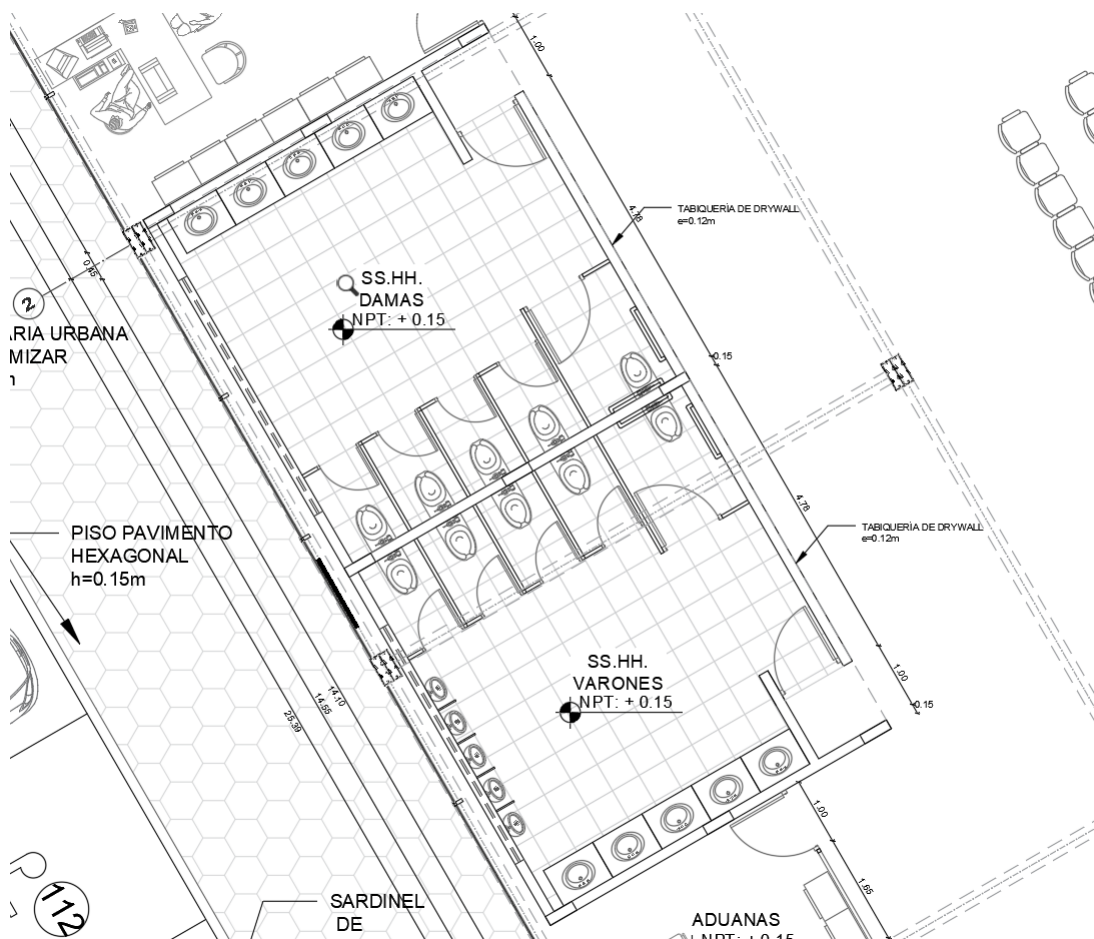 1.00
TABIQUERÍA DE DRYWALL
e=0.12m
4.78
0.45
SS.HH.
DAMAS
NPT: + 0.15
2
ARIA URBANA
MIZAR
0.15
4.78
PISO PAVIMENTO
HEXAGONAL
h=0.15m
TABIQUERÍA DE DRYWALL
e=0.12m
SS.HH.
VARONES
NPT: + 0.15
1.00
0.15
14.10
14.55
25.39
1.00
1.65
112
SARDINEL
DE
ADUANAS
NPT: + 0.15